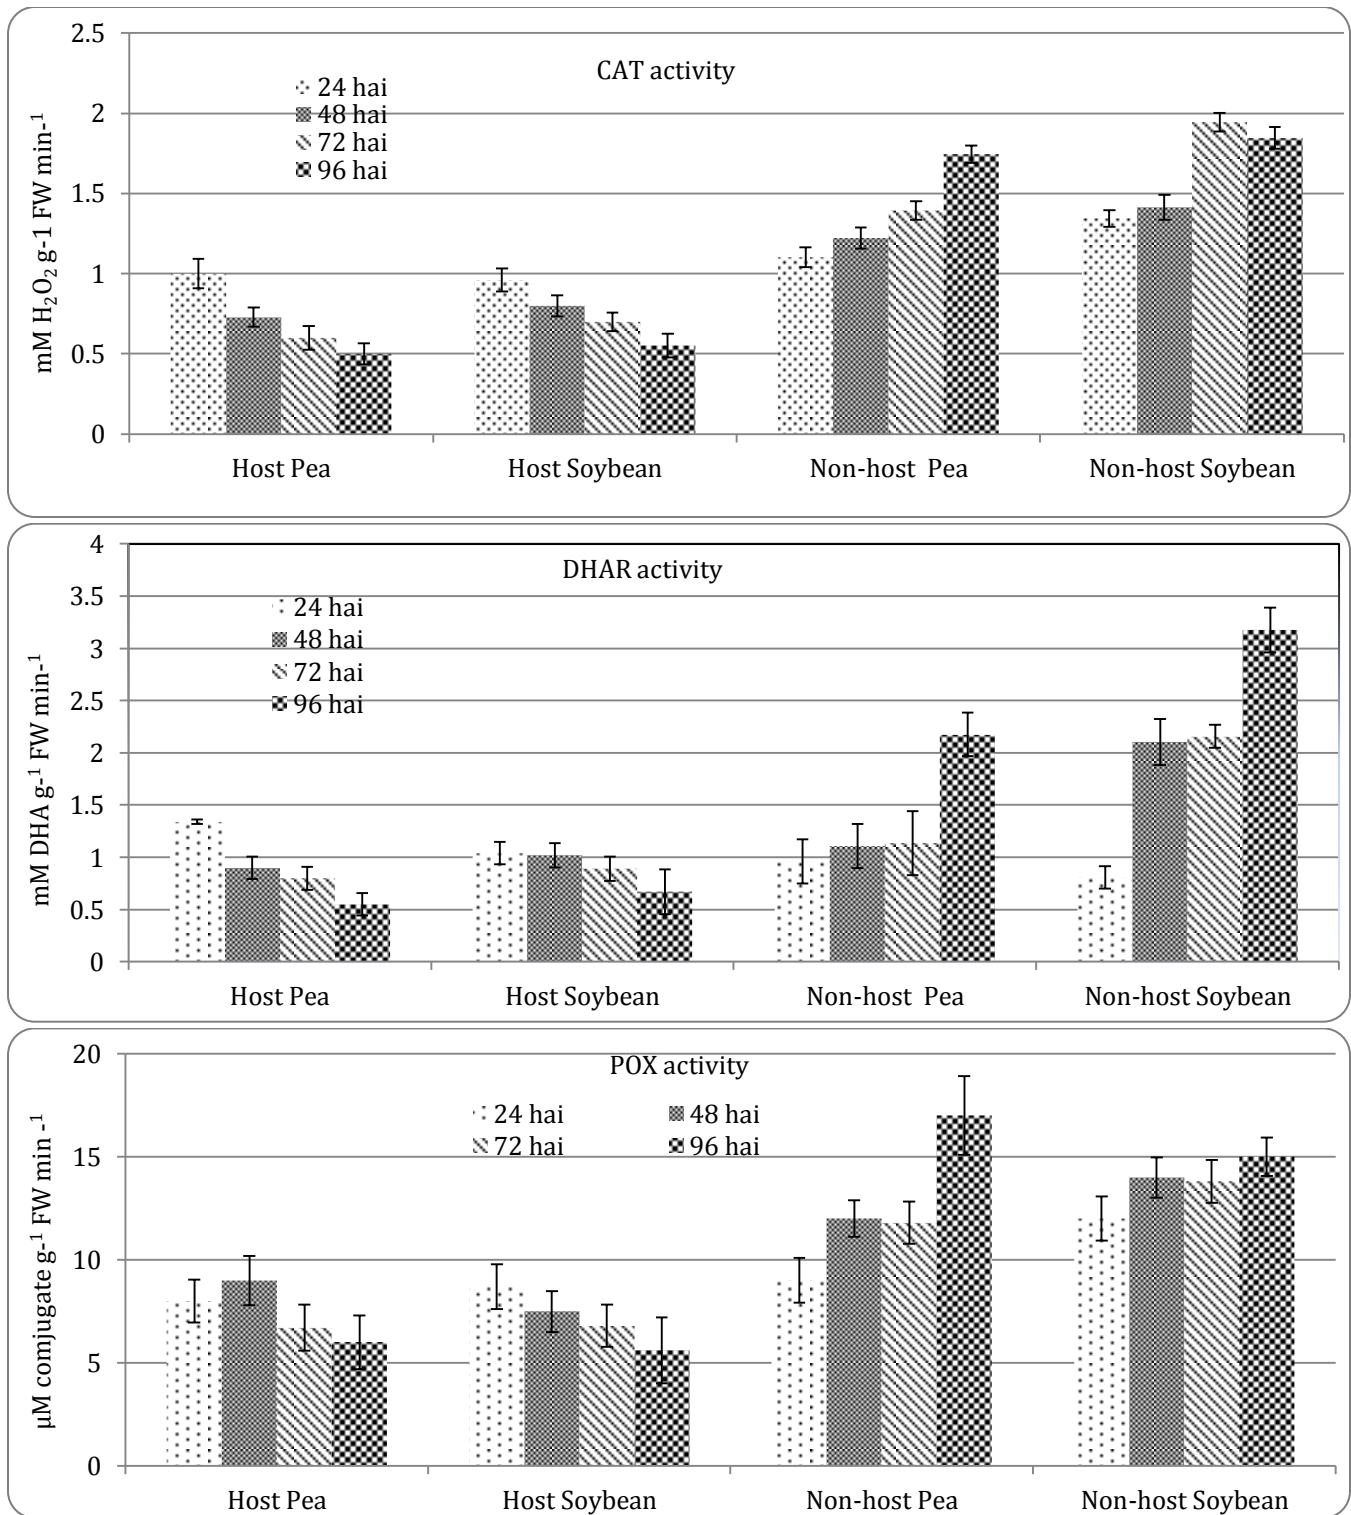 CAT activity
24 hai
48 hai
72 hai
96 hai
mM H₂O₂ g-1 FW min-¹
2.5
2
1.5
1
0.5
0
Host Pea
Host Soybean
Non-host Pea
Non-host Soybean
DHAR activity
24 hai
48 hai
72 hai
96 hai
mM DHA g-¹ FW min-¹
4
3.5
3
2.5
2
1.5
1
0.5
0
Host Pea
Host Soybean
Non-host Pea
Non-host Soybean
POX activity
24 hai 48 hai
72 hai 96 hai
µM comjugate g-¹ FW min -¹
20
15
10
5
0
Host Pea
Host Soybean
Non-host Pea
Non-host Soybean